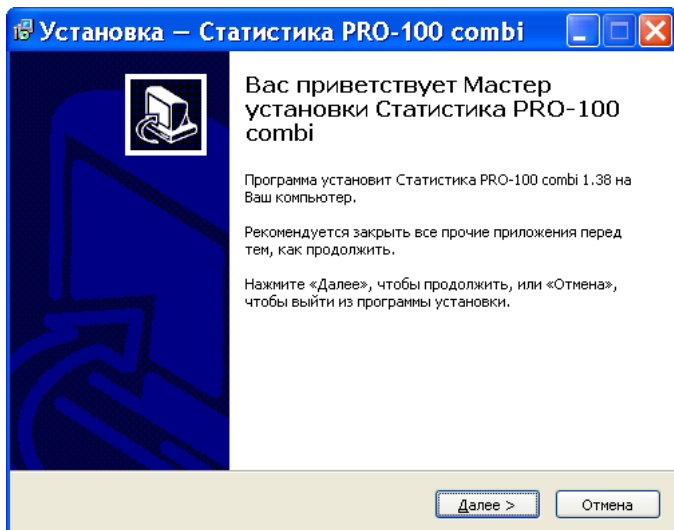 Установка — Статистика PRO-100 combi
Вас приветствует Мастер
установки Статистика PRO-100
combi
Программа установит Статистика PRO-100 combi 1.38 на
Ваш компьютер.
Рекомендуется закрыть все прочие приложения перед
тем, как продолжить.
Нажмите «Далее», чтобы продолжить, или «Отмена»,
чтобы выйти из программы установки.
Далее >
Отмена